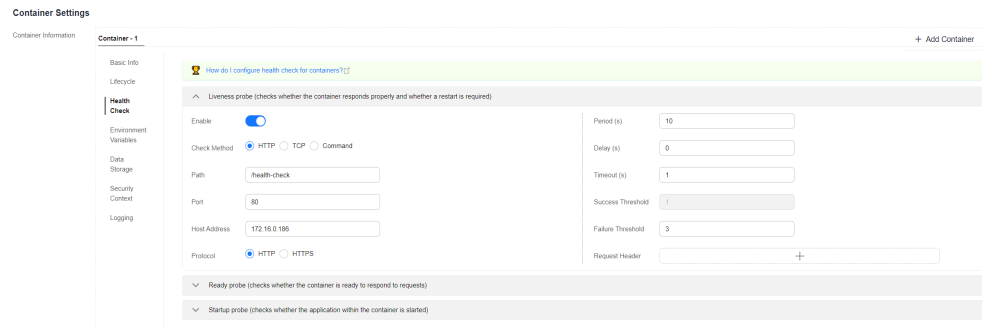 Container Settings
Container Information
Container - 1
+ Add Container
Basic Info
Lifecycle
Health
Check
Environment
Variables
Data
Storage
Security
Context
Logging
How do I configure health check for containers?
Liveness probe (checks whether the container responds properly and whether a restart is required)
Enable
Check Method HTTP TCP Command
Path /health-check
Port 80
Host Address 172.16.0.186
Protocol HTTP HTTPS
Period (s) 10
Delay (s) 0
Timeout (s) 1
Success Threshold 1
Failure Threshold 3
Request Header +
Ready probe (checks whether the container is ready to respond to requests)
Startup probe (checks whether the application within the container is started)